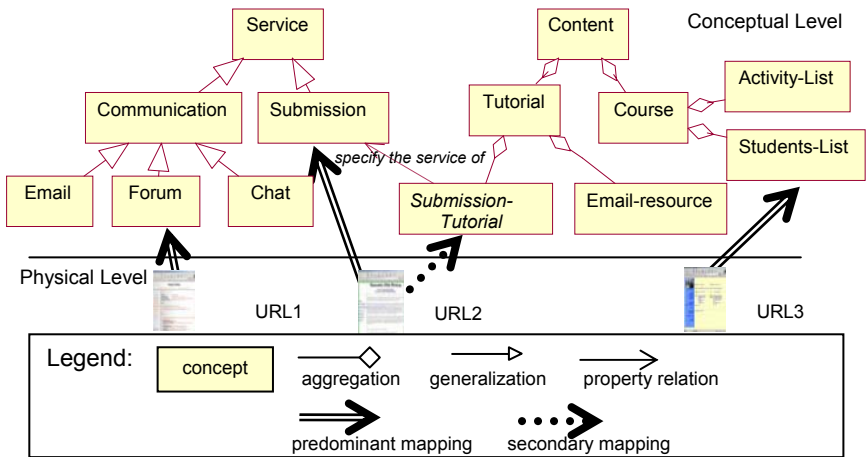 Service
Content
Conceptual Level
Communication
Submission
Tutorial
Course
Activity-List
Students-List
specify the service of
Email
Forum
Chat
Submission-
Tutorial
Email-resource
Physical Level
URL1
URL2
URL3
Legend:
concept
aggregation
generalization
property relation
predominant mapping
secondary mapping